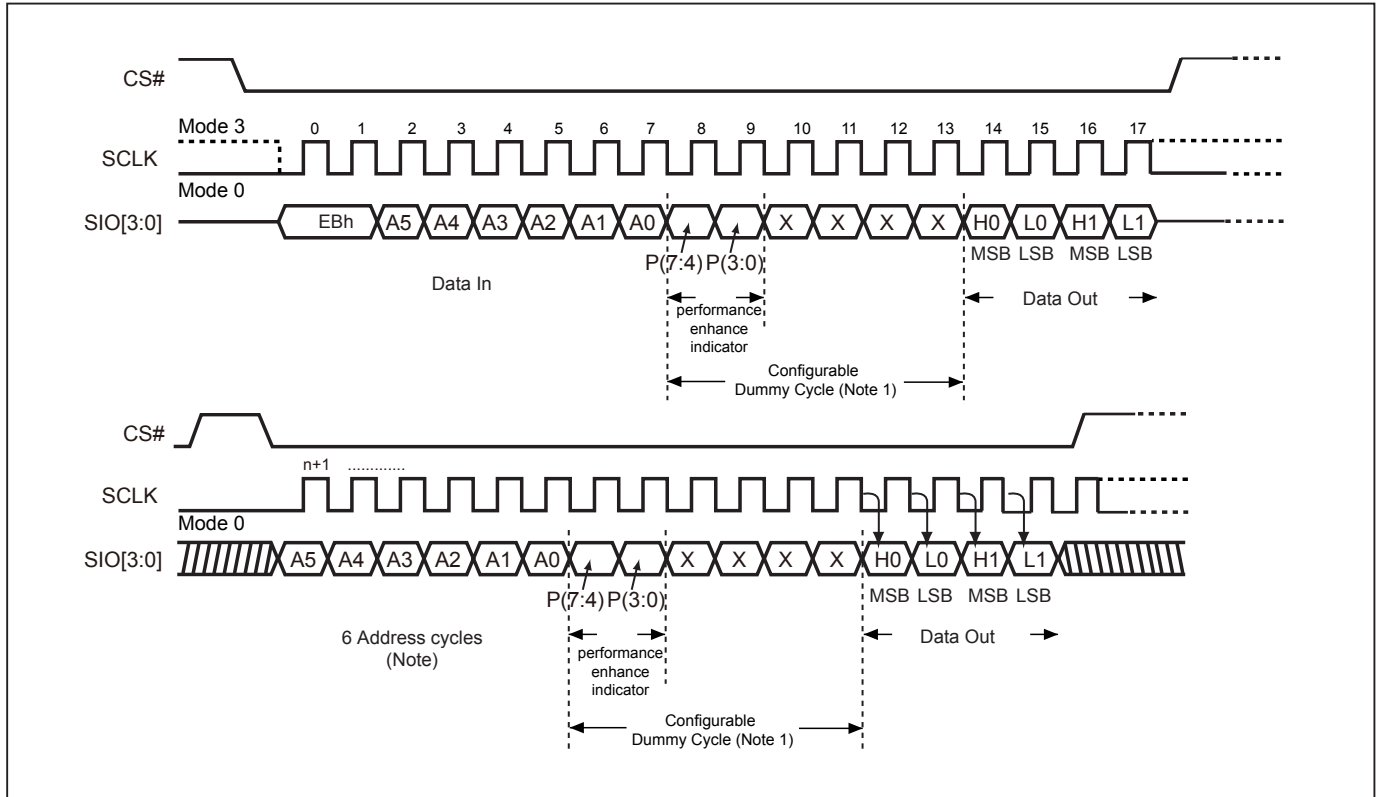 CS#
Mode 3
0 1 2 3 4 5 6 7 8 9 10 11 12 13 14 15 16 17
SCLK
Mode 0
SIO[3:0]
EBh A5 A4 A3 A2 A1 A0 X X X X H0 L0 H1 L1
MSB LSB MSB LSB
P(7:4) P(3:0)
Data In
Data Out
performance
enhance
indicator
Configurable
Dummy Cycle (Note 1)
CS#
n+1 .............
SCLK
Mode 0
SIO[3:0]
A5 A4 A3 A2 A1 A0 X X X X H0 L0 H1 L1
P(7:4) P(3:0)
MSB LSB MSB LSB
6 Address cycles
(Note)
Data Out
performance
enhance
indicator
Configurable
Dummy Cycle (Note 1)